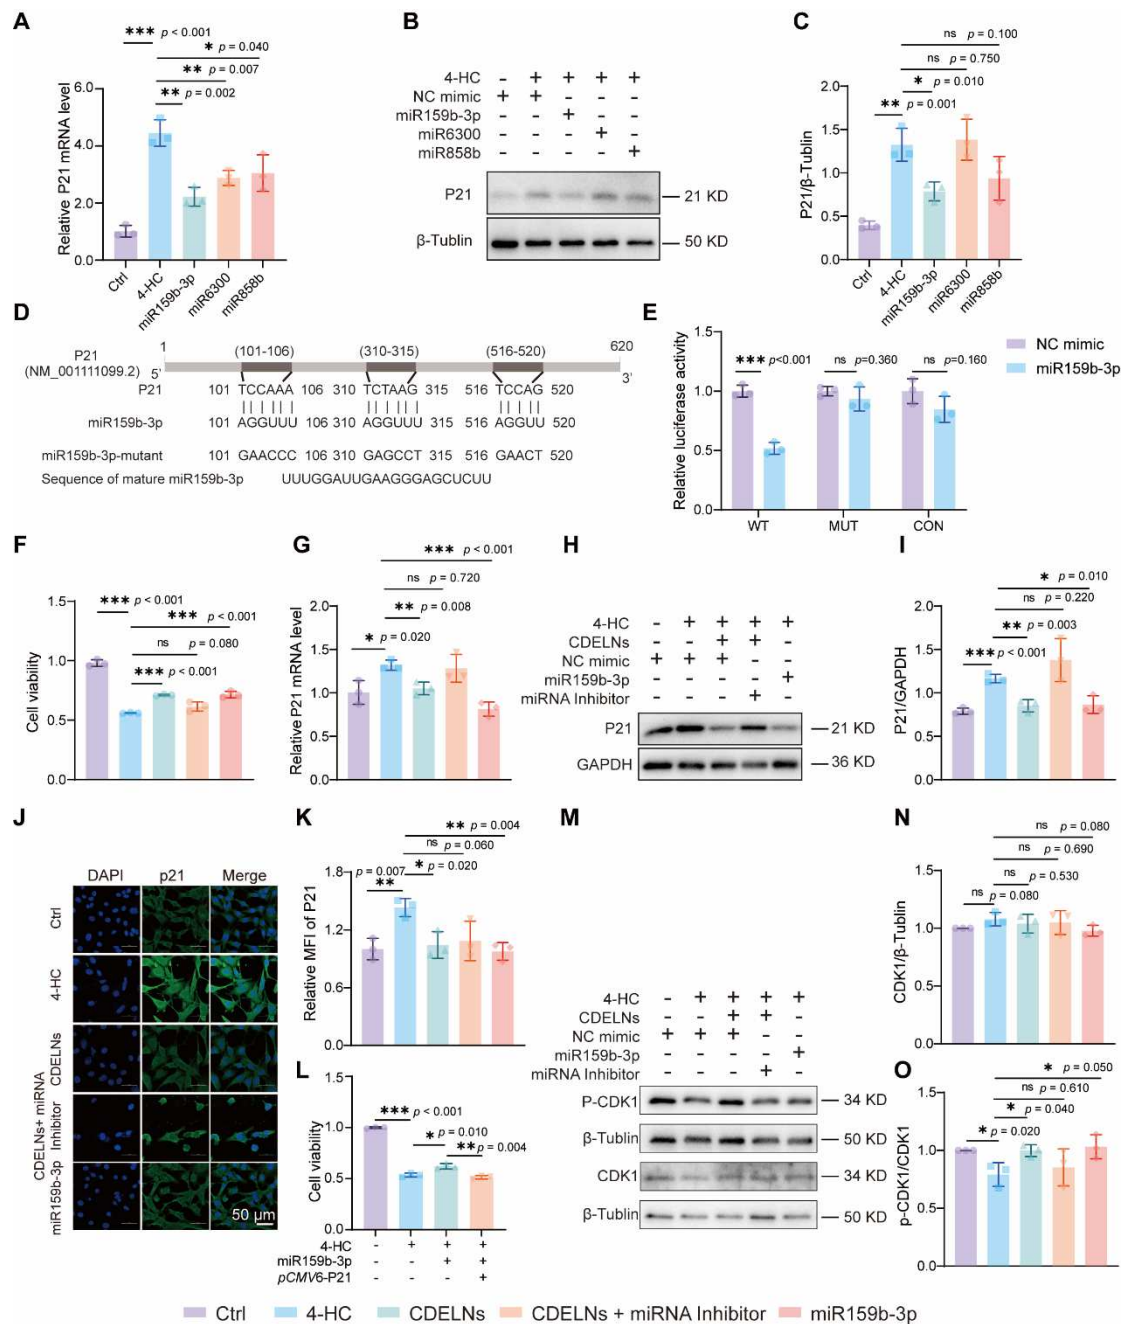 A
*** p < 0.001
* p = 0.040
** p = 0.007
** p = 0.002
Relative P21 mRNA level
6.0
4.0
2.0
0.0
Ctrl
4-HC
miR159b-3p
miR6300
miR858b
B
4-HC - + + + +
NC mimic + + - - -
miR159b-3p - - + - -
miR6300 - - - + -
miR858b - - - - +
P21
21 KD
β-Tublin
50 KD
C
ns p = 0.100
ns p = 0.750
* p = 0.010
** p = 0.001
P21/β-Tublin
2.0
1.5
1.0
0.5
0.0
Ctrl
4-HC
miR159b-3p
miR6300
miR858b
D
1 (101-106) (310-315) (516-520) 620
P21
(NM_001111099.2) 5' 3'
P21 101 TCCAAA 106 310 TCTAAG 315 516 TCCAG 520
miR159b-3p 101 AGGUUU 106 310 AGGUUU 315 516 AGGUU 520
miR159b-3p-mutant 101 GAACCC 106 310 GAGCCT 315 516 GAACT 520
Sequence of mature miR159b-3p UUUGGAUUGAAGGGAGCUCUU
E
Relative luciferase activity
1.5
1.0
0.5
0.0
*** p<0.001
ns p=0.360
ns p=0.160
WT
MUT
CON
NC mimic
miR159b-3p
F
Cell viability
1.5
1.0
0.5
0.0
*** p < 0.001
*** p < 0.001
ns p = 0.080
*** p < 0.001
G
Relative P21 mRNA level
2.0
1.5
1.0
0.5
0.0
*** p < 0.001
ns p = 0.720
** p = 0.008
* p = 0.020
H
4-HC - + + + +
CDELNs - - + + -
NC mimic + + + - -
miR159b-3p - - - - +
miRNA Inhibitor - - - + -
P21
21 KD
GAPDH
36 KD
I
P21/GAPDH
2.0
1.5
1.0
0.5
0.0
* p = 0.010
ns p = 0.220
** p = 0.003
*** p < 0.001
J
DAPI p21 Merge
Ctrl
4-HC
CDELNs
CDELNs+ miRNA
Inhibitor
miR159b-3p
50 μm
K
Relative MFI of P21
1.8
1.2
0.6
0.0
** p = 0.004
ns p = 0.060
* p = 0.020
p = 0.007
**
L
Cell viability
1.5
1.0
0.5
0.0
*** p < 0.001
* p = 0.010
** p = 0.004
- + + + 4-HC
- - + + miR159b-3p
- - - + pCMV6-P21
M
4-HC - + + + +
CDELNs - - + + -
NC mimic + + + - -
miR159b-3p - - - - +
miRNA Inhibitor - - - + -
P-CDK1
34 KD
β-Tublin
50 KD
CDK1
34 KD
β-Tublin
50 KD
N
CDK1/β-Tublin
2.0
1.5
1.0
0.5
0.0
ns p = 0.080
ns p = 0.690
ns p = 0.530
ns p = 0.080
O
p-CDK1/CDK1
1.5
1.0
0.5
0.0
* p = 0.050
ns p = 0.610
* p = 0.040
* p = 0.020
Ctrl
4-HC
CDELNs
CDELNs + miRNA Inhibitor
miR159b-3p